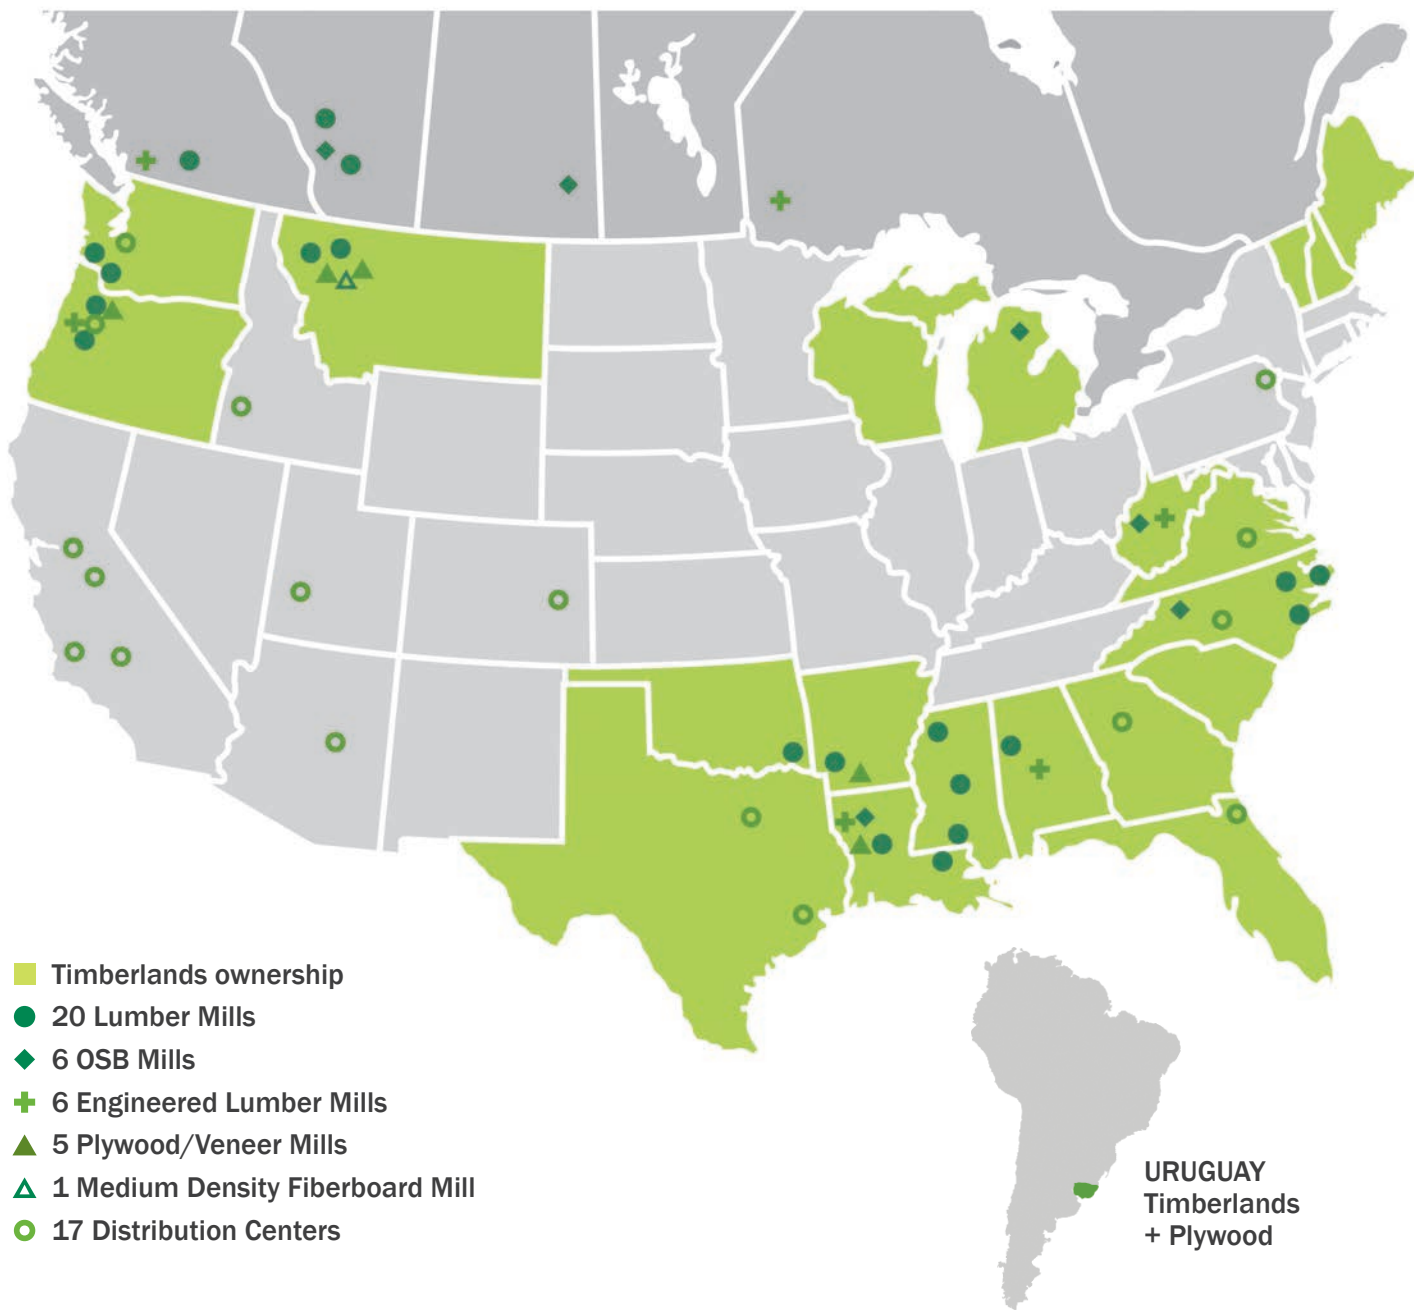 Timberlands ownership
20 Lumber Mills
6 OSB Mills
6 Engineered Lumber Mills
5 Plywood/Veneer Mills
1 Medium Density Fiberboard Mill
17 Distribution Centers
URUGUAY
Timberlands
+ Plywood